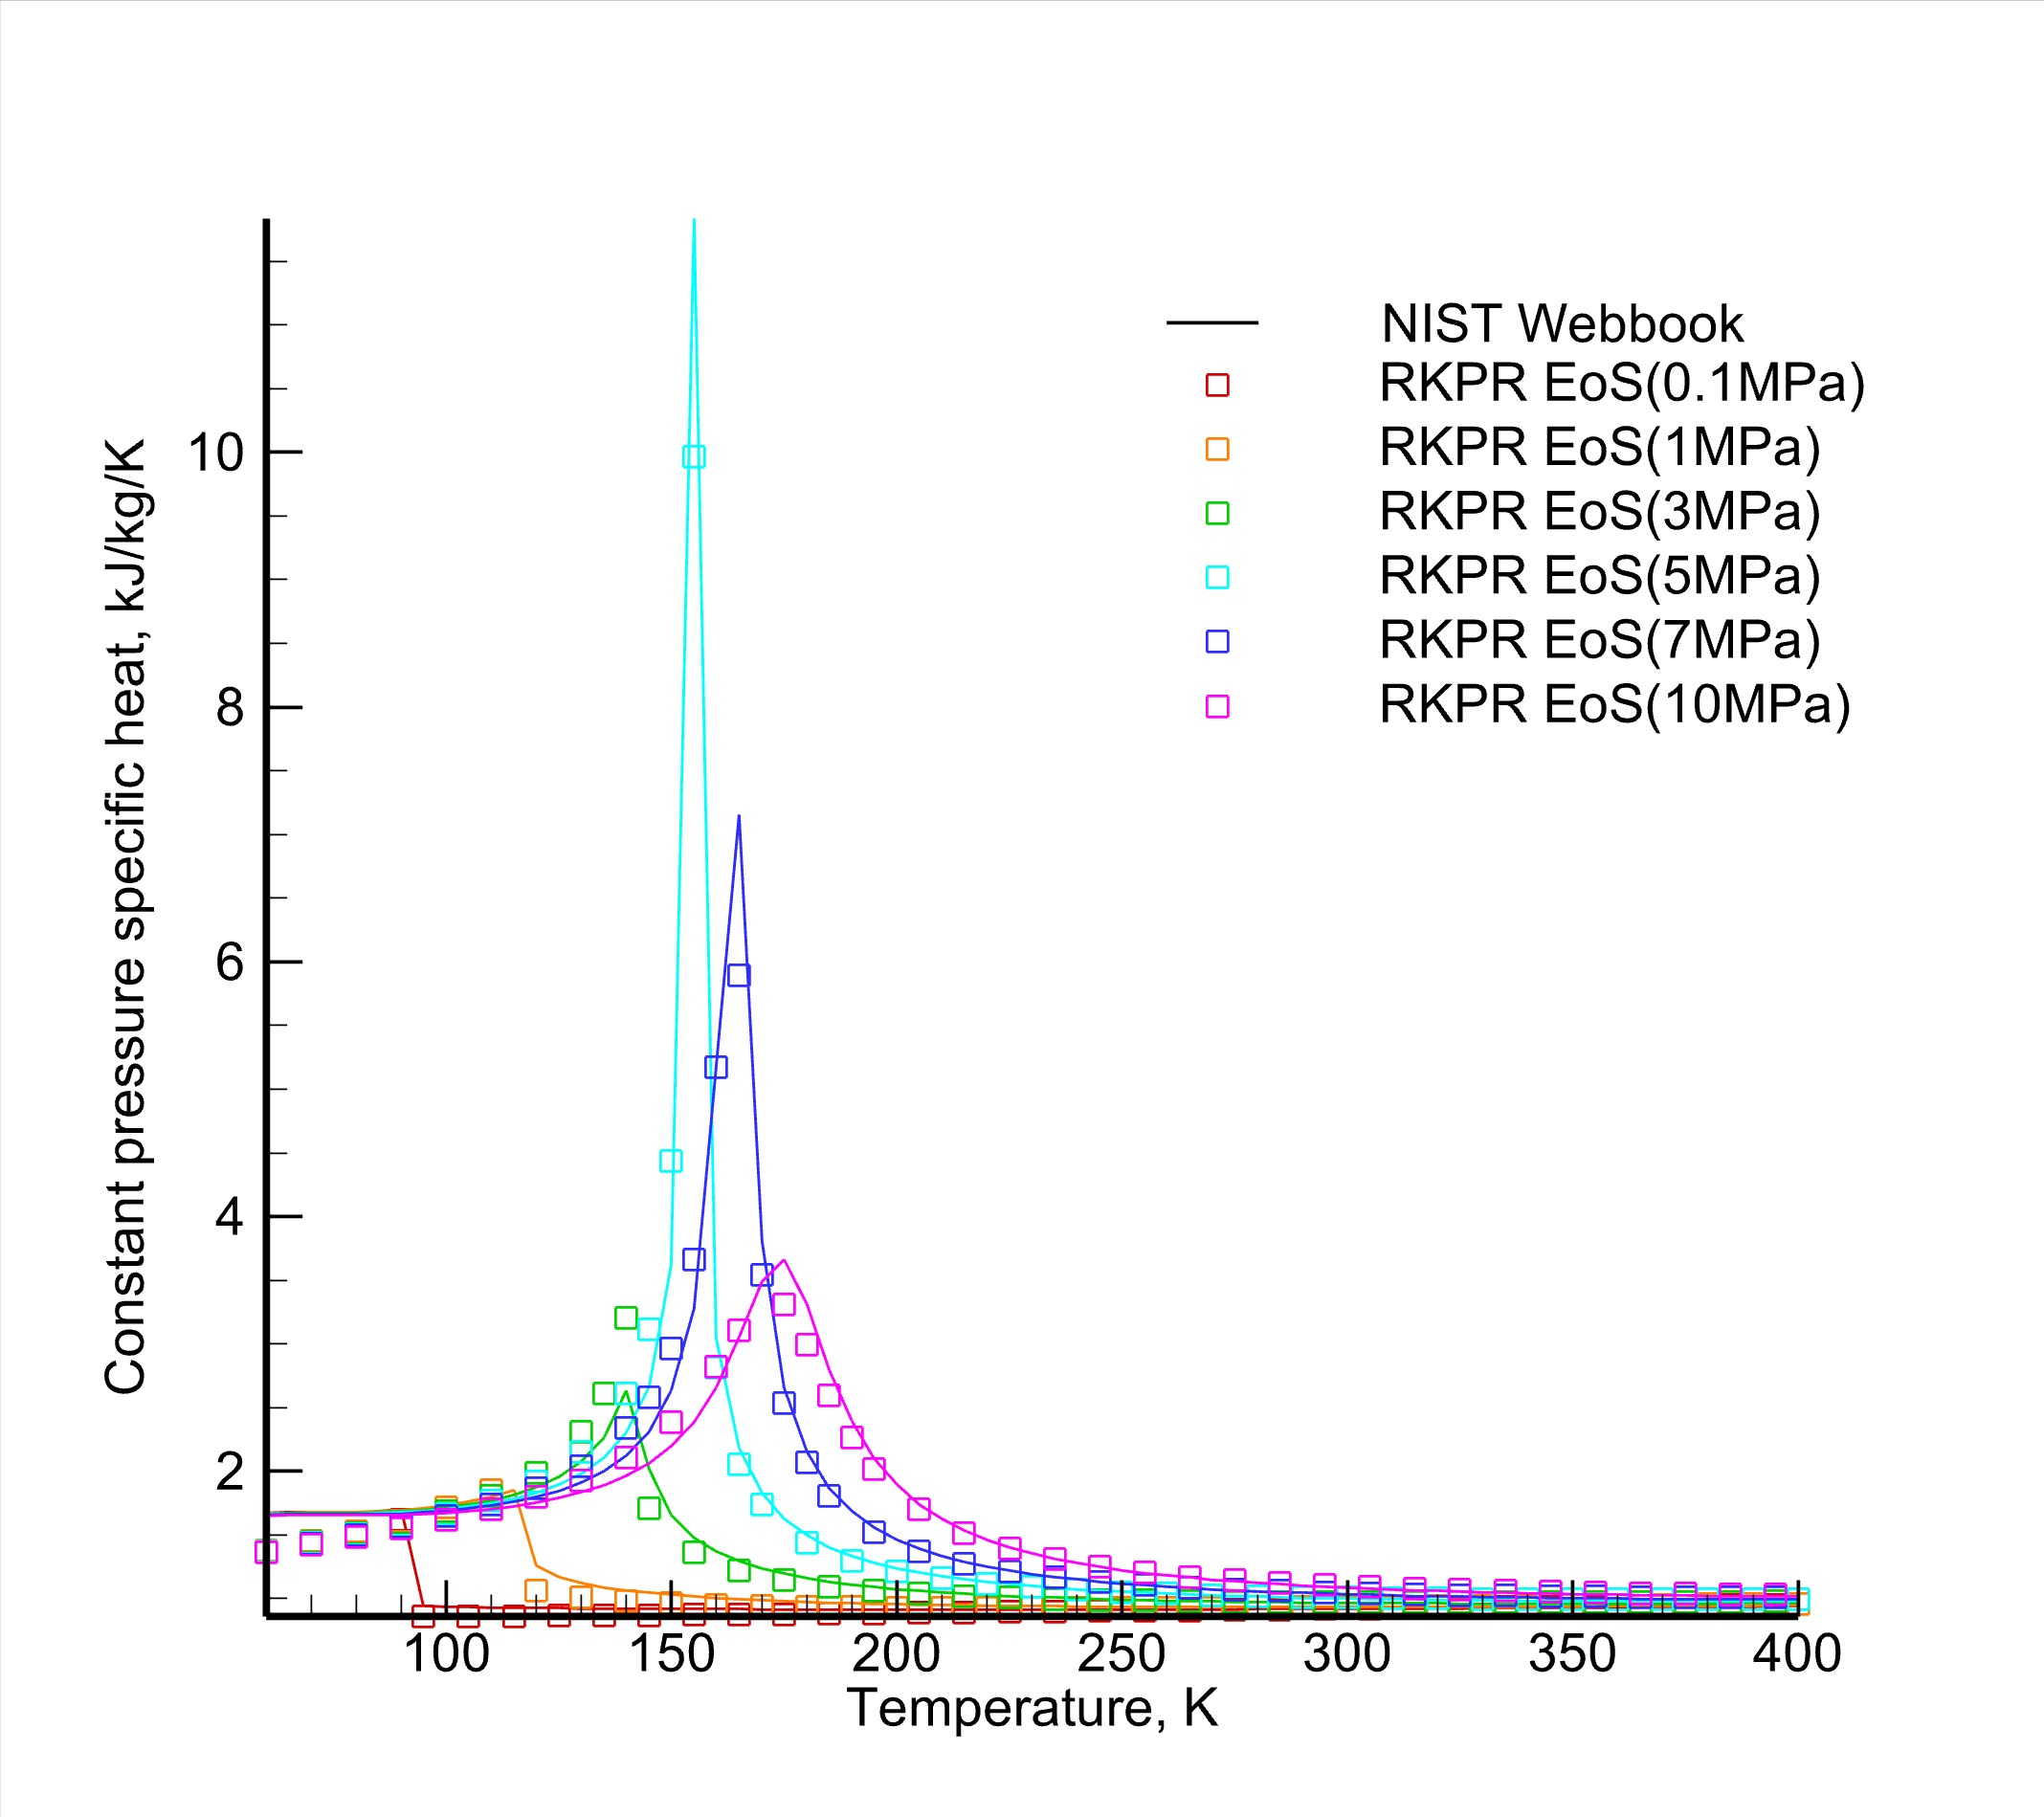 Constant pressure specific heat, kJ/kg/K
10
8
6
4
2
NIST Webbook
RKPR EoS(0.1MPa)
RKPR EoS(1MPa)
RKPR EoS(3MPa)
RKPR EoS(5MPa)
RKPR EoS(7MPa)
RKPR EoS(10MPa)
100 150 200 250 300 350 400
Temperature, K